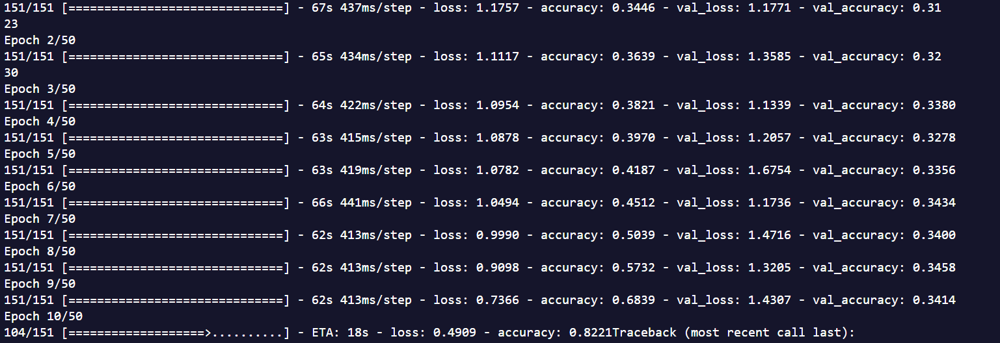 151/151 [==============================] - 67s 437ms/step - loss: 1.1757 - accuracy: 0.3446 - val_loss: 1.1771 - val_accuracy: 0.31
23
Epoch 2/50
151/151 [==============================] - 65s 434ms/step - loss: 1.1117 - accuracy: 0.3639 - val_loss: 1.3585 - val_accuracy: 0.32
30
Epoch 3/50
151/151 [==============================] - 64s 422ms/step - loss: 1.0954 - accuracy: 0.3821 - val_loss: 1.1339 - val_accuracy: 0.3380
Epoch 4/50
151/151 [==============================] - 63s 415ms/step - loss: 1.0878 - accuracy: 0.3970 - val_loss: 1.2057 - val_accuracy: 0.3278
Epoch 5/50
151/151 [==============================] - 63s 419ms/step - loss: 1.0782 - accuracy: 0.4187 - val_loss: 1.6754 - val_accuracy: 0.3356
Epoch 6/50
151/151 [==============================] - 66s 441ms/step - loss: 1.0494 - accuracy: 0.4512 - val_loss: 1.1736 - val_accuracy: 0.3434
Epoch 7/50
151/151 [==============================] - 62s 413ms/step - loss: 0.9990 - accuracy: 0.5039 - val_loss: 1.4716 - val_accuracy: 0.3400
Epoch 8/50
151/151 [==============================] - 62s 413ms/step - loss: 0.9098 - accuracy: 0.5732 - val_loss: 1.3205 - val_accuracy: 0.3458
Epoch 9/50
151/151 [==============================] - 62s 413ms/step - loss: 0.7366 - accuracy: 0.6839 - val_loss: 1.4307 - val_accuracy: 0.3414
Epoch 10/50
104/151 [===================>..........] - ETA: 18s - loss: 0.4909 - accuracy: 0.8221Traceback (most recent call last):